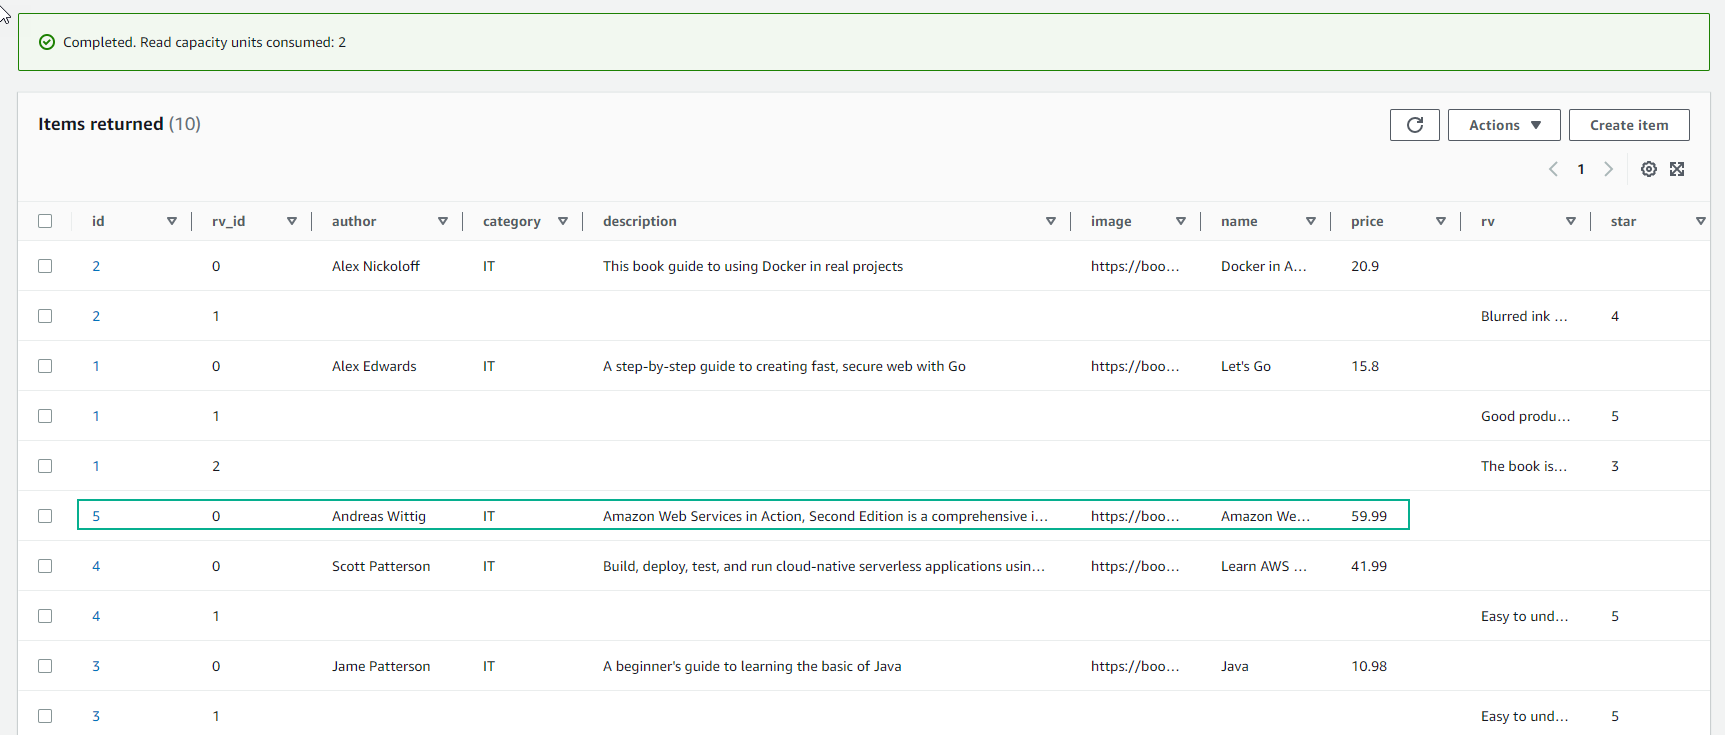 Completed. Read capacity units consumed: 2
Items returned (10)
Actions
Create item
1
id rv_id author category description image name price rv star
2 0 Alex Nickoloff IT This book guide to using Docker in real projects https://boo... Docker in A... 20.9
2 1 Blurred ink ... 4
1 0 Alex Edwards IT A step-by-step guide to creating fast, secure web with Go https://boo... Let's Go 15.8
1 1 Good produ... 5
1 2 The book is... 3
5 0 Andreas Wittig IT Amazon Web Services in Action, Second Edition is a comprehensive i... https://boo... Amazon We... 59.99
4 0 Scott Patterson IT Build, deploy, test, and run cloud-native serverless applications usin... https://boo... Learn AWS ... 41.99
4 1 Easy to und... 5
3 0 Jame Patterson IT A beginner's guide to learning the basic of Java https://boo... Java 10.98
3 1 Easy to und... 5